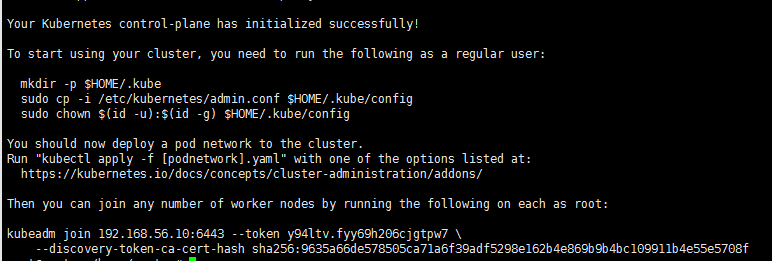 Your Kubernetes control-plane has initialized successfully!
To start using your cluster, you need to run the following as a regular user:
mkdir -p $HOME/.kube
sudo cp -i /etc/kubernetes/admin.conf $HOME/.kube/config
sudo chown $(id -u):$(id -g) $HOME/.kube/config
You should now deploy a pod network to the cluster.
Run "kubectl apply -f [podnetwork].yaml" with one of the options listed at:
https://kubernetes.io/docs/concepts/cluster-administration/addons/
Then you can join any number of worker nodes by running the following on each as root:
kubeadm join 192.168.56.10:6443 --token y94ltv.fyy69h206cjgtpw7 \
--discovery-token-ca-cert-hash sha256:9635a66de578505ca71a6f39adf5298e162b4e869b9b4bc109911b4e55e5708f